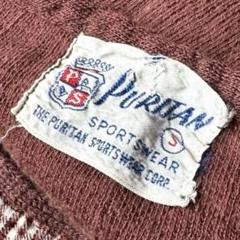 PURITAN
SPORTSWEAR
S
THE PURITAN SPORTSWEAR CORP.